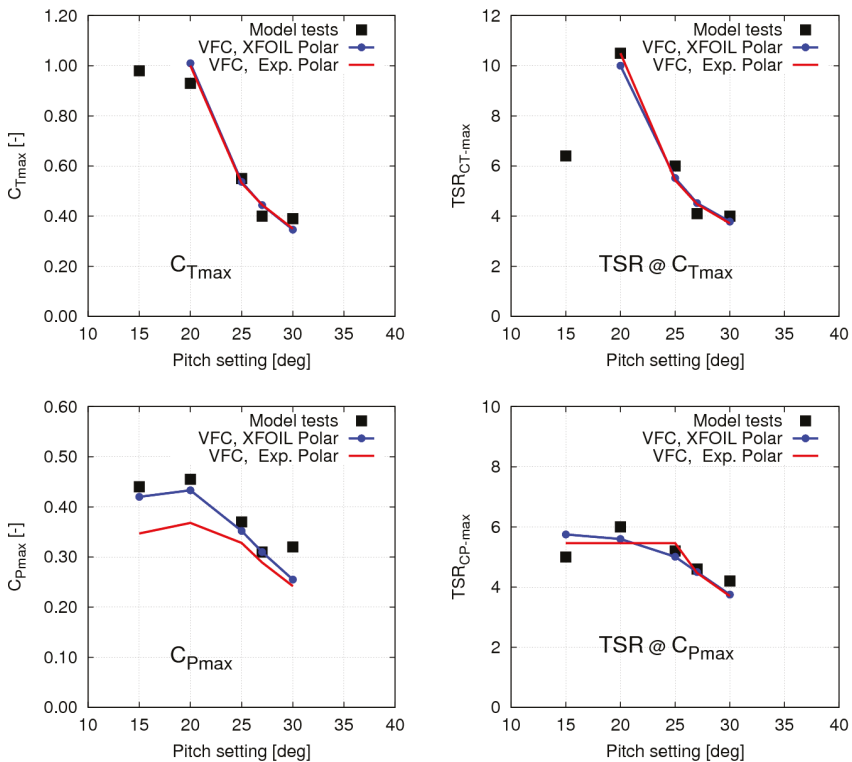 1.20
1.00
0.80
0.60
0.40
0.20
0.00
C_Tmax [-]
Model tests
VFC, XFOIL Polar
VFC, Exp. Polar
C_Tmax
10 15 20 25 30 35 40
Pitch setting [deg]
12
10
8
6
4
2
0
TSR_CT-max
Model tests
VFC, XFOIL Polar
VFC, Exp. Polar
TSR @ C_Tmax
10 15 20 25 30 35 40
Pitch setting [deg]
0.60
0.50
0.40
0.30
0.20
0.10
0.00
C_Pmax [-]
Model tests
VFC, XFOIL Polar
VFC, Exp. Polar
C_Pmax
10 15 20 25 30 35 40
Pitch setting [deg]
10
8
6
4
2
0
TSR_CP-max
Model tests
VFC, XFOIL Polar
VFC, Exp. Polar
TSR @ C_Pmax
10 15 20 25 30 35 40
Pitch setting [deg]